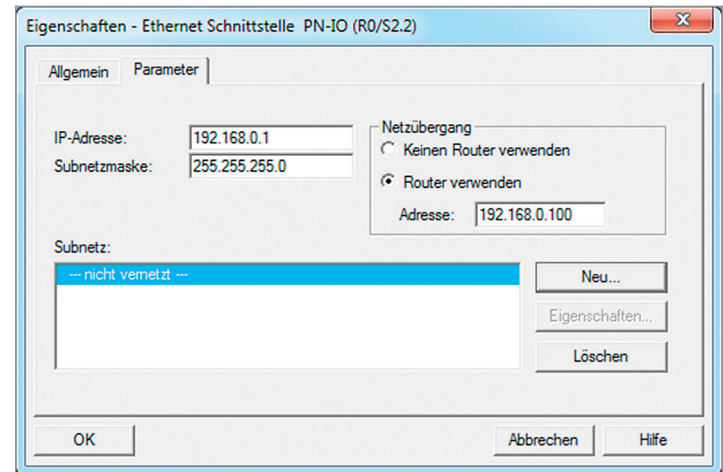 Eigenschaften - Ethernet Schnittstelle PN-IO (R0/S2.2)
Allgemein Parameter
IP-Adresse: 192.168.0.1
Subnetzmaske: 255.255.255.0
Netzübergang
Keinen Router verwenden
Router verwenden
Adresse: 192.168.0.100
Subnetz:
--- nicht vernetzt ---
Neu...
Eigenschaften...
Löschen
OK Abbrechen Hilfe